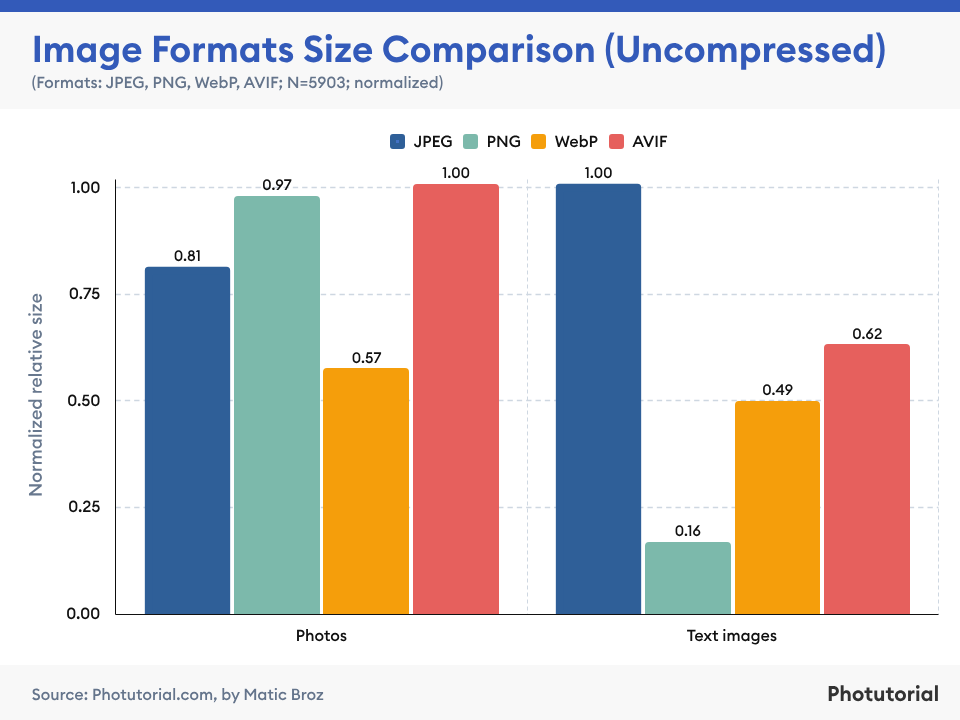 Image Formats Size Comparison (Uncompressed)
(Formats: JPEG, PNG, WebP, AVIF; N=5903; normalized)
JPEG PNG WebP AVIF
Normalized relative size
1.00
0.75
0.50
0.25
0.00
0.81
0.97
0.57
1.00
1.00
0.16
0.49
0.62
Photos
Text images
Source: Photutorial.com, by Matic Broz
Photutorial